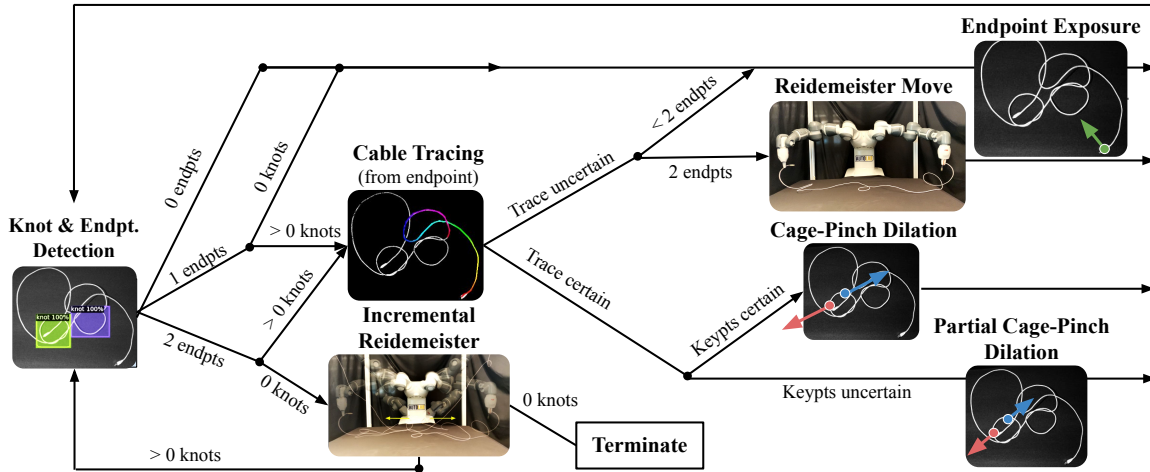 Endpoint Exposure
Reidemeister Move
< 2 endpts
2 endpts
0 endpts
0 knots
Cable Tracing
(from endpoint)
Trace uncertain
Knot & Endpt.
Detection
knot 100%
knot 100%
1 endpts
> 0 knots
> 0 knots
2 endpts
0 knots
Incremental
Reidemeister
Trace certain
Cage-Pinch Dilation
Keypts certain
Partial Cage-Pinch
Dilation
Keypts uncertain
0 knots
Terminate
> 0 knots